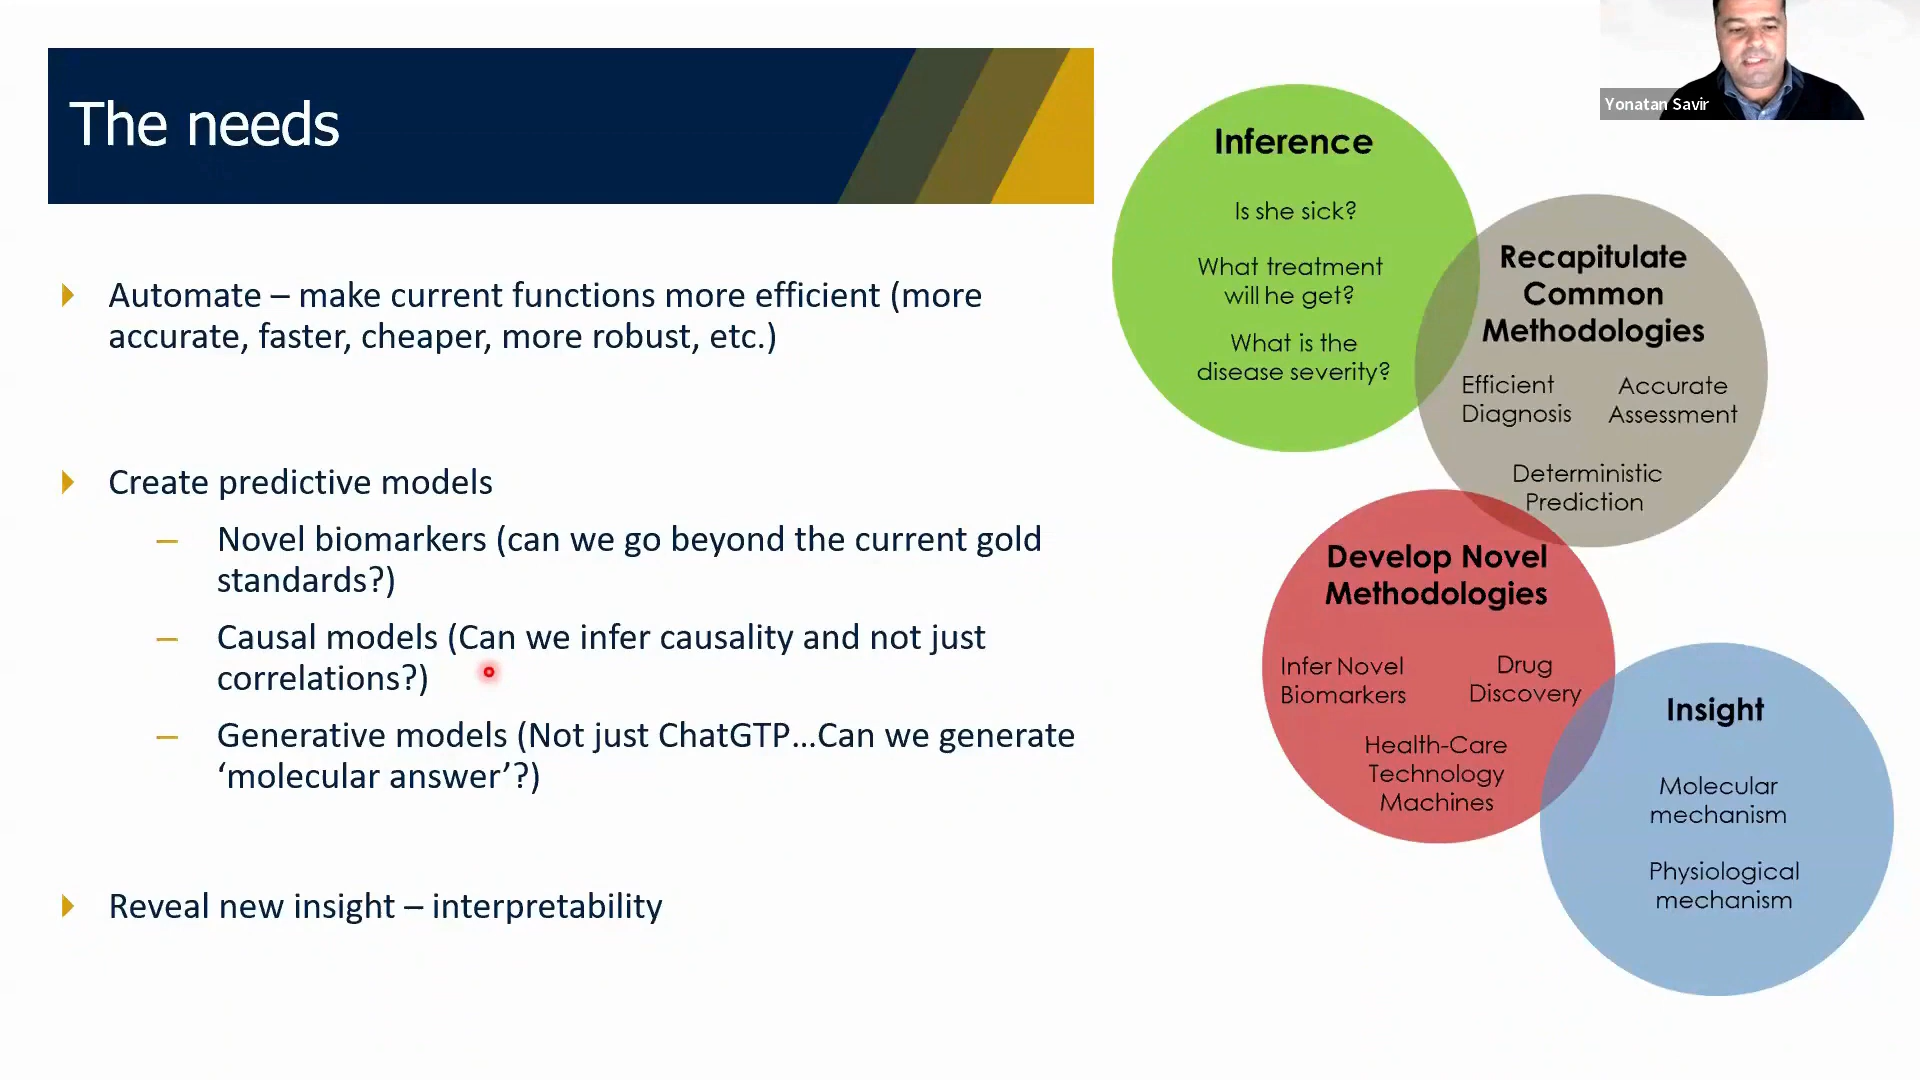 The needs
Automate – make current functions more efficient (more
accurate, faster, cheaper, more robust, etc.)
Create predictive models
– Novel biomarkers (can we go beyond the current gold
standards?)
– Causal models (Can we infer causality and not just
correlations?)
– Generative models (Not just ChatGTP...Can we generate
‘molecular answer’?)
Reveal new insight – interpretability
Inference
Is she sick?
What treatment
will he get?
What is the
disease severity?
Recapitulate
Common
Methodologies
Efficient
Diagnosis
Accurate
Assessment
Deterministic
Prediction
Develop Novel
Methodologies
Infer Novel
Biomarkers
Drug
Discovery
Health-Care
Technology
Machines
Insight
Molecular
mechanism
Physiological
mechanism
Yonatan Savir